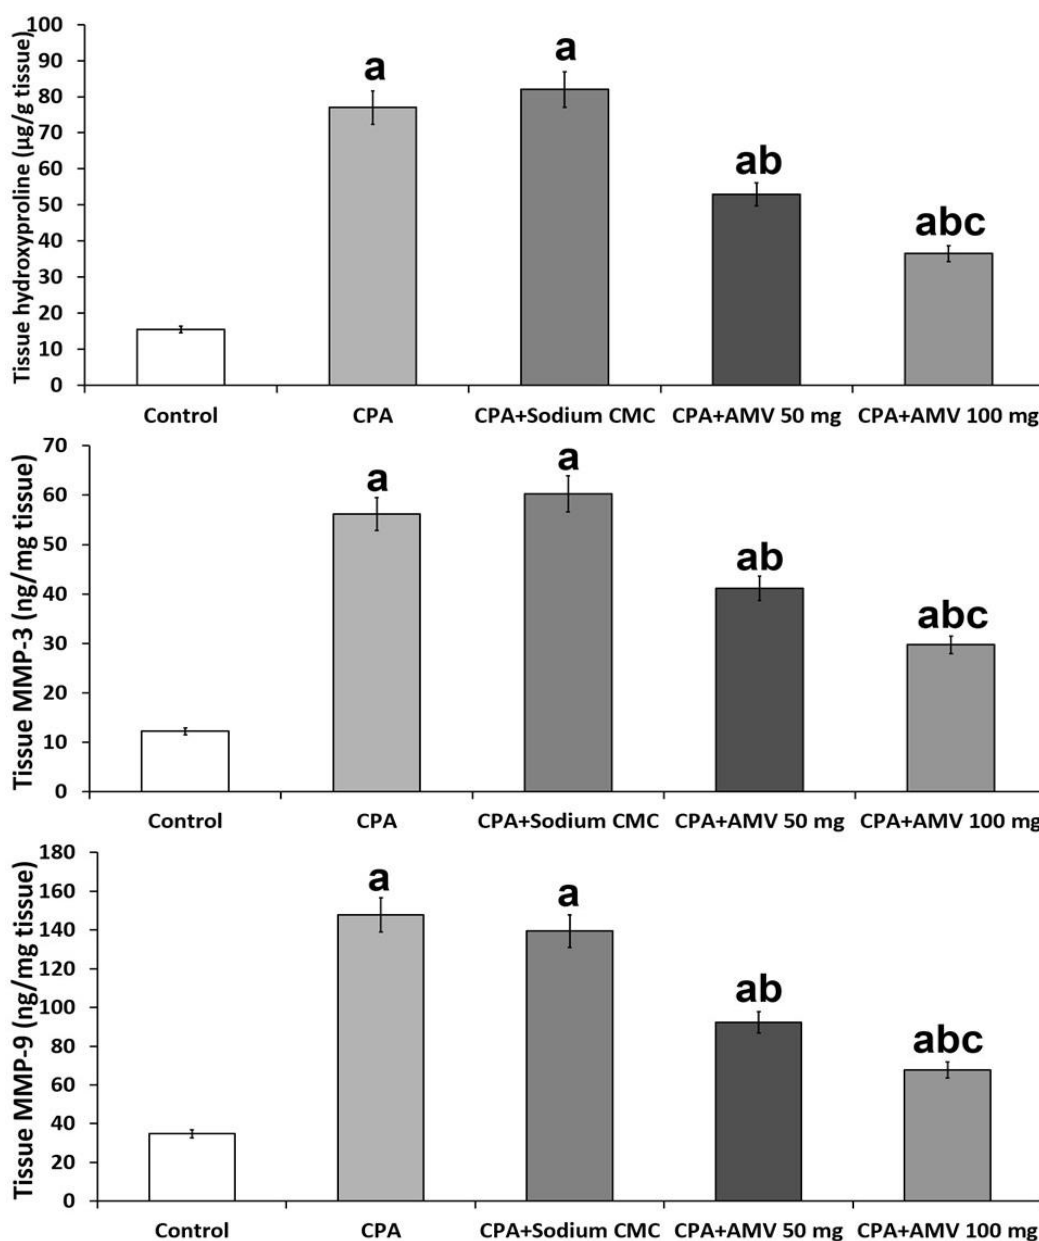 Tissue hydroxyproline (µg/g tissue)
100
90
80
70
60
50
40
30
20
10
0
a
a
ab
abc
Control CPA CPA+Sodium CMC CPA+AMV 50 mg CPA+AMV 100 mg
Tissue MMP-3 (ng/mg tissue)
70
60
50
40
30
20
10
0
a
a
ab
abc
Control CPA CPA+Sodium CMC CPA+AMV 50 mg CPA+AMV 100 mg
Tissue MMP-9 (ng/mg tissue)
180
160
140
120
100
80
60
40
20
0
a
a
ab
abc
Control CPA CPA+Sodium CMC CPA+AMV 50 mg CPA+AMV 100 mg